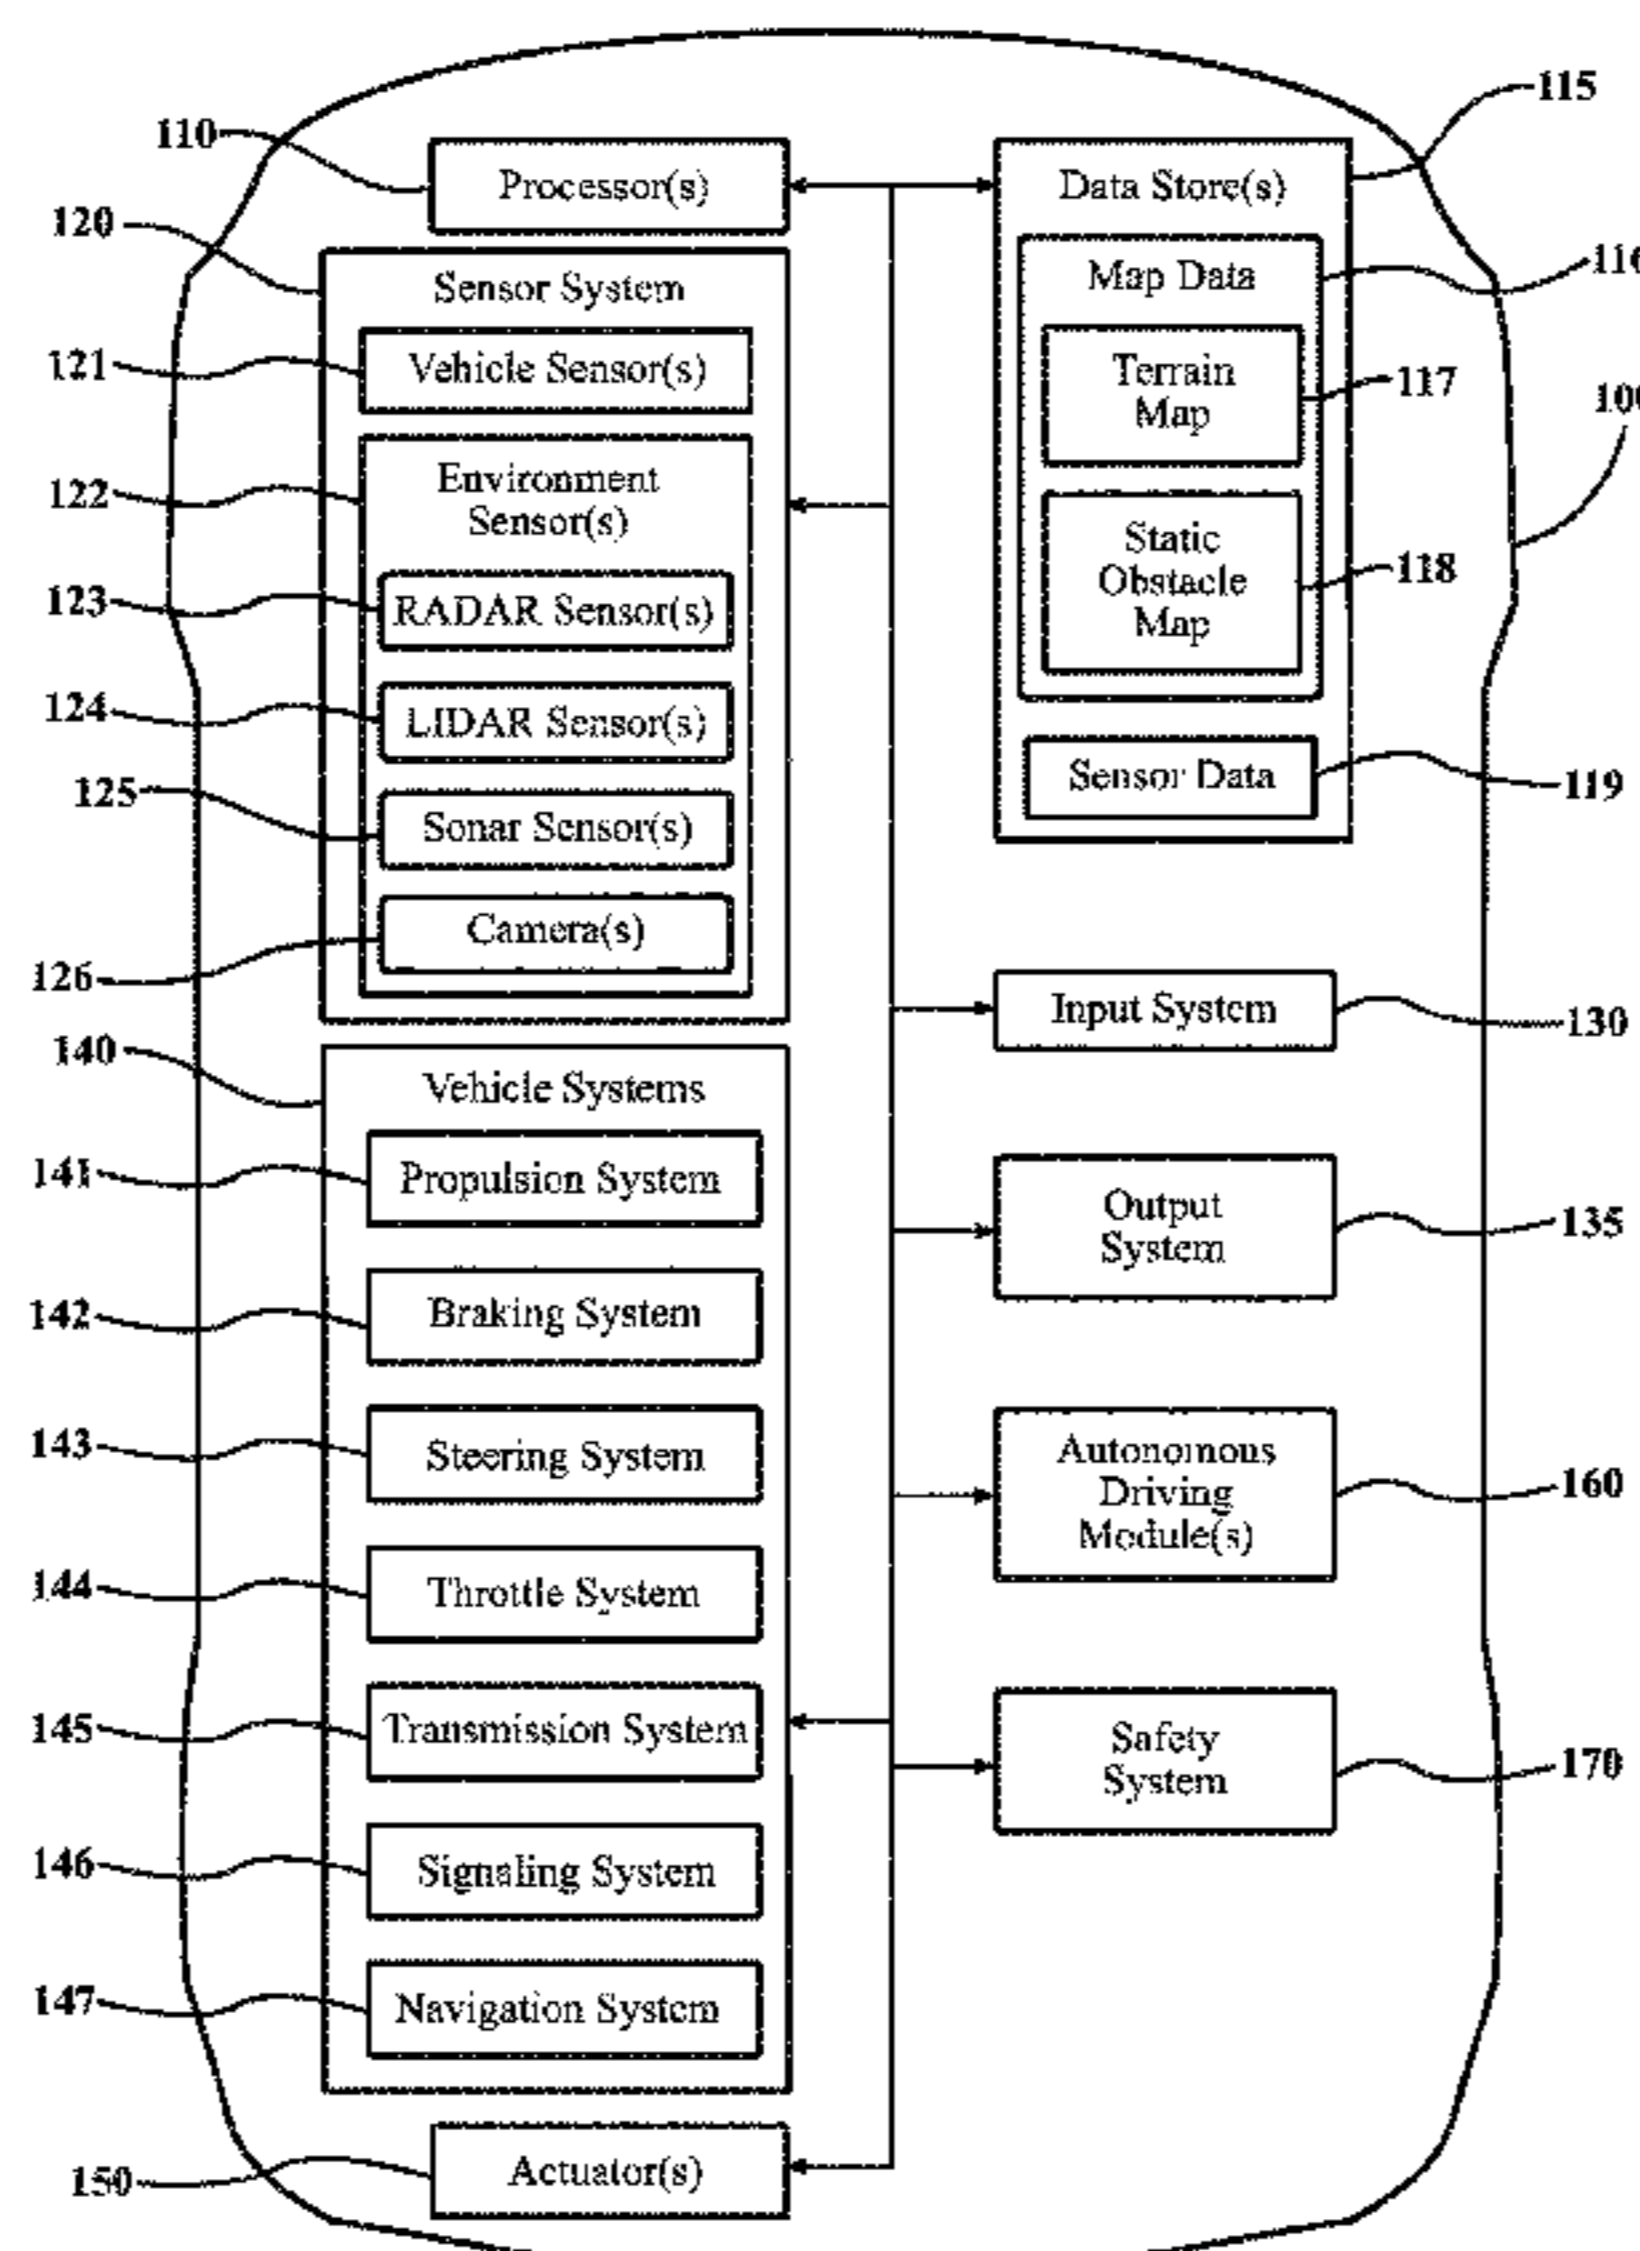 110
Processor(s)
120
Sensor System
121
Vehicle Sensor(s)
122
Environment
Sensor(s)
123
RADAR Sensor(s)
124
LIDAR Sensor(s)
125
Sonar Sensor(s)
126
Camera(s)
140
Vehicle Systems
141
Propulsion System
142
Braking System
143
Steering System
144
Throttle System
145
Transmission System
146
Signaling System
147
Navigation System
150
Actuator(s)
115
Data Store(s)
116
Map Data
117
Terrain
Map
100
118
Static
Obstacle
Map
119
Sensor Data
130
Input System
135
Output
System
160
Autonomous
Driving
Module(s)
170
Safety
System